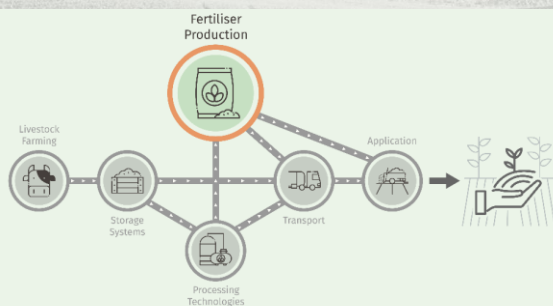 Fertiliser
Production
Livestock
Farming
Application
Storage
Systems
Transport
Processing
Technologies